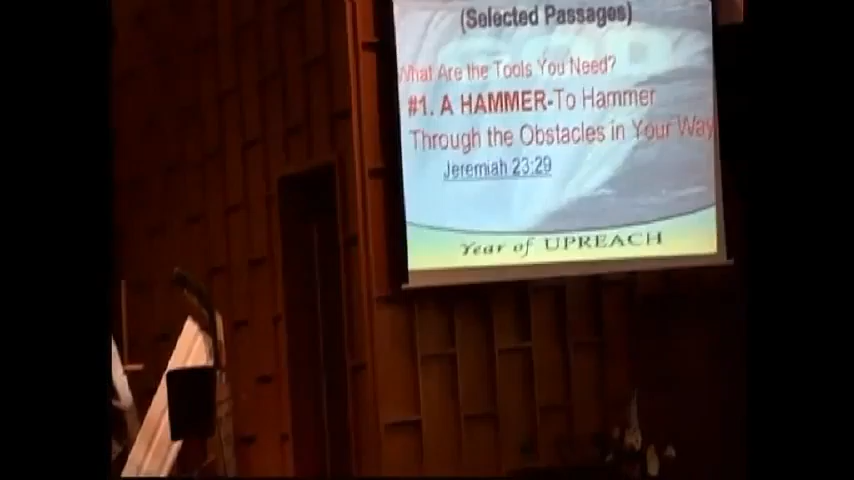 (Selected Passages)
What Are the Tools You Need?
#1. A HAMMER-To Hammer
Through the Obstacles in Your Way
Jeremiah 23:29
Year of UPREACH